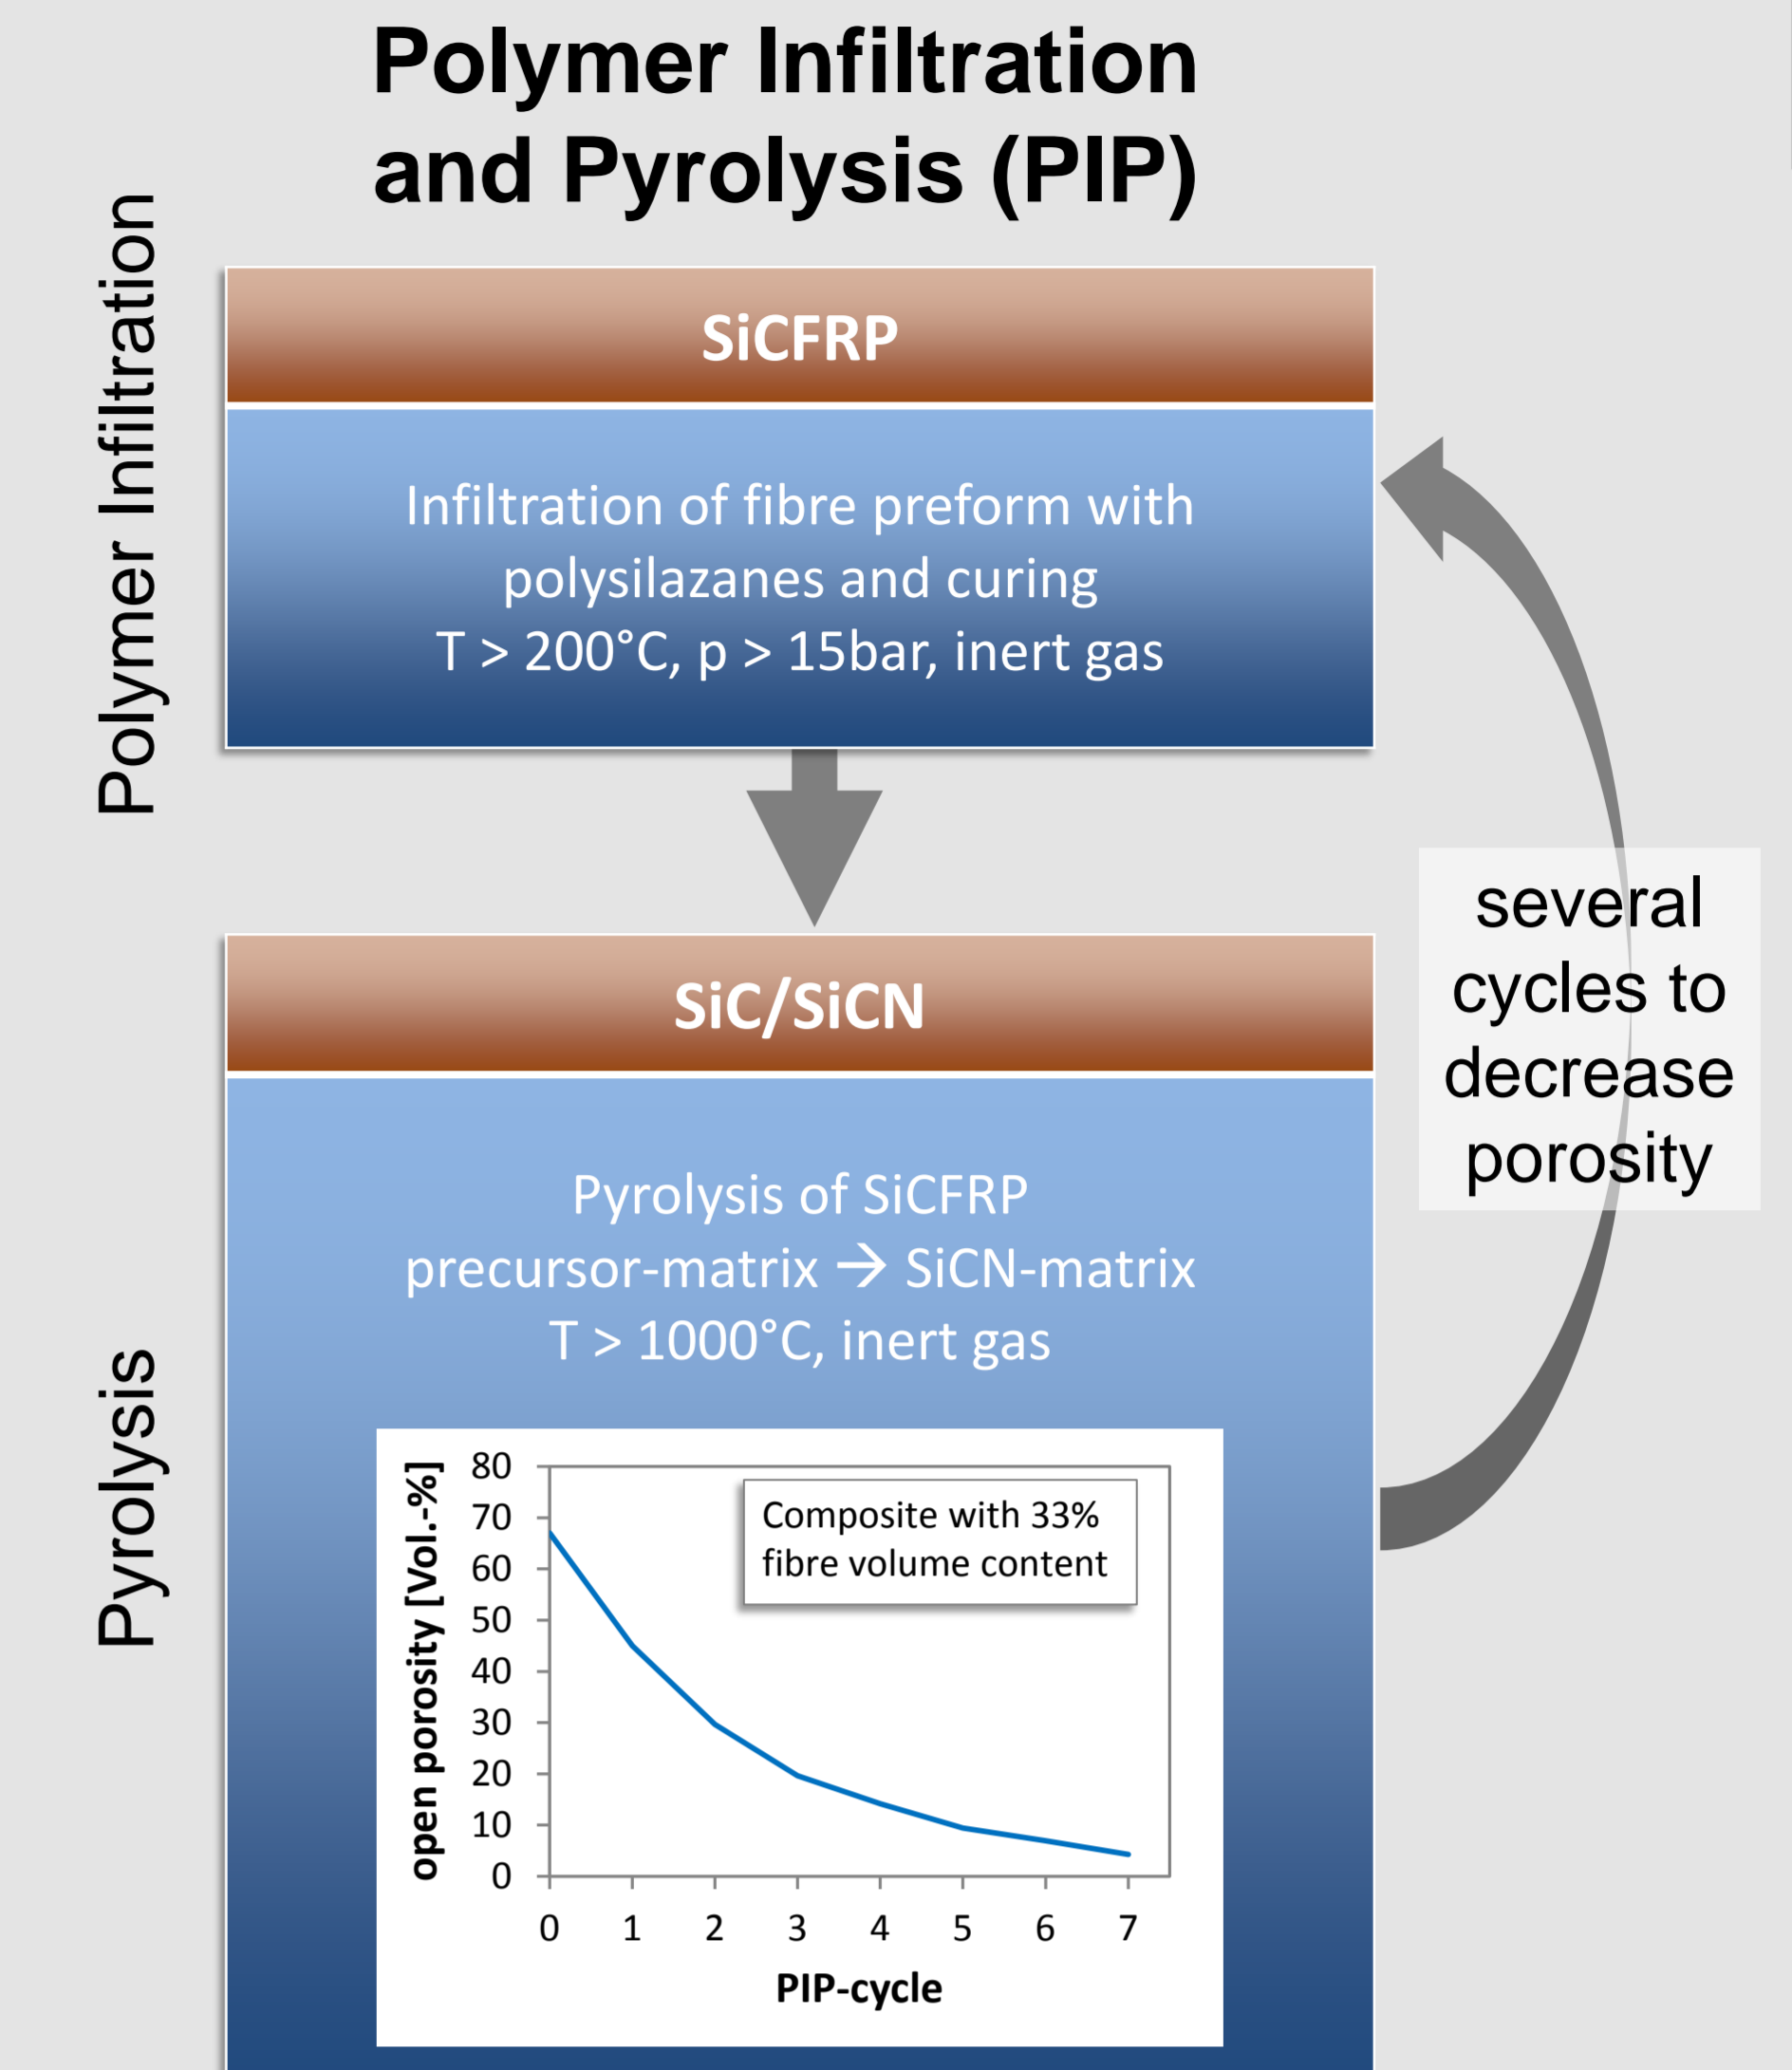 Polymer Infiltration
and Pyrolysis (PIP)
Polymer Infiltration
SiCFRP
Infiltration of fibre preform with
polysilazanes and curing
T > 200°C, p > 15bar, inert gas
several
cycles to
decrease
porosity
Pyrolysis
SiC/SiCN
Pyrolysis of SiCFRP
precursor-matrix → SiCN-matrix
T > 1000°C, inert gas
open porosity [Vol.-%]
80
70
60
50
40
30
20
10
0
Composite with 33%
fibre volume content
0 1 2 3 4 5 6 7
PIP-cycle